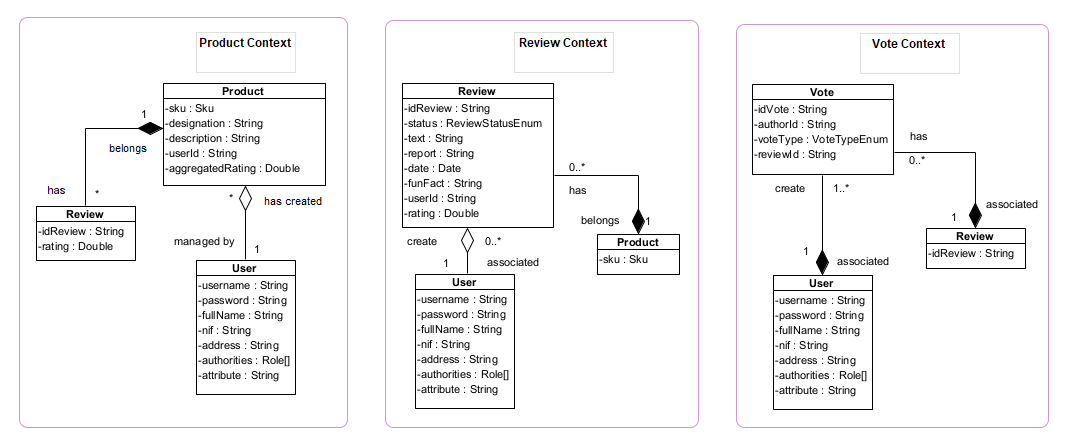 Product Context
Product
-sku : Sku
-designation : String
-description : String
-userId : String
-aggregatedRating : Double
1
belongs
has
*
Review
-idReview : String
-rating : Double
*
has created
managed by
1
User
-username : String
-password : String
-fullName : String
-nif : String
-address : String
-authorities : Role[]
-attribute : String
Review Context
Review
-idReview : String
-status : ReviewStatusEnum
-text : String
-report : String
-date : Date
-funFact : String
-userId : String
-rating : Double
0..*
has
belongs
1
Product
-sku : Sku
create
0..*
1
associated
User
-username : String
-password : String
-fullName : String
-nif : String
-address : String
-authorities : Role[]
-attribute : String
Vote Context
Vote
-idVote : String
-authorId : String
-voteType : VoteTypeEnum
-reviewId : String
has
0..*
associated
1
Review
-idReview : String
create
1..*
1
associated
User
-username : String
-password : String
-fullName : String
-nif : String
-address : String
-authorities : Role[]
-attribute : String